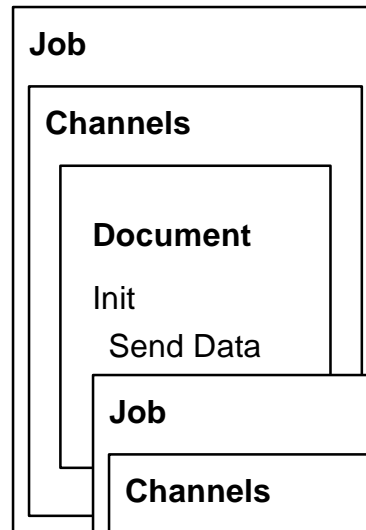 Job
Channels
Document
Init
Send Data
Job
Channels